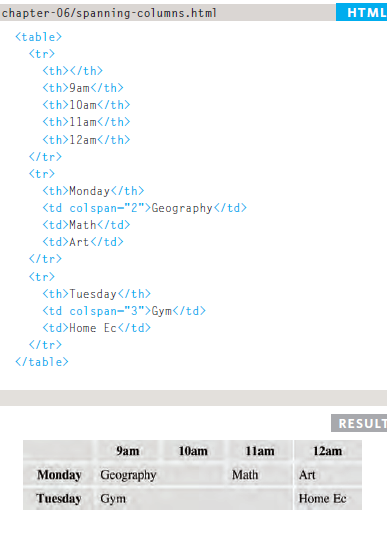 chapter-06/spanning-columns.html HTML
<table>
  <tr>
    <th></th>
    <th>9am</th>
    <th>10am</th>
    <th>11am</th>
    <th>12am</th>
  </tr>
  <tr>
    <th>Monday</th>
    <td colspan="2">Geography</td>
    <td>Math</td>
    <td>Art</td>
  </tr>
  <tr>
    <th>Tuesday</th>
    <td colspan="3">Gym</td>
    <td>Home Ec</td>
  </tr>
</table>
RESULT
9am 10am 11am 12am
Monday Geography Math Art
Tuesday Gym Home Ec